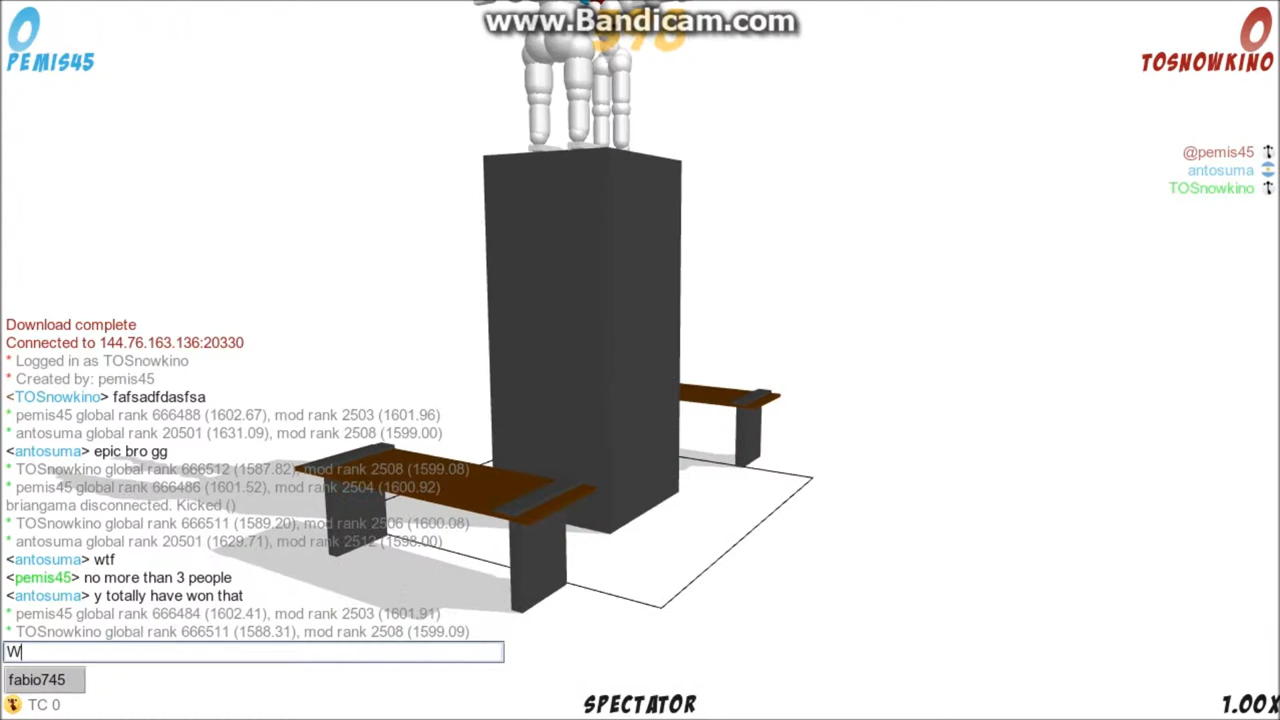 www.Bandicam.com
0
0
PEMIS45
TOSNOWKINO
@pemis45
antosuma
TOSnowkino
Download complete
Connected to 144.76.163.136:20330
* Logged in as TOSnowkino
* Created by: pemis45
<TOSnowkino> fafsadfdasfsa
* pemis45 global rank 666488 (1602.67), mod rank 2503 (1601.96)
* antosuma global rank 20501 (1631.09), mod rank 2508 (1599.00)
<antosuma> epic bro gg
* TOSnowkino global rank 666512 (1587.82), mod rank 2508 (1599.08)
* pemis45 global rank 666486 (1601.52), mod rank 2504 (1600.92)
briangama disconnected. Kicked ()
* TOSnowkino global rank 666511 (1589.20), mod rank 2506 (1600.08)
* antosuma global rank 20501 (1629.71), mod rank 2512 (1598.00)
<antosuma> wtf
<pemis45> no more than 3 people
<antosuma> y totally have won that
* pemis45 global rank 666484 (1602.41), mod rank 2503 (1601.91)
* TOSnowkino global rank 666511 (1588.31), mod rank 2508 (1599.09)
W
fabio745
TC 0
SPECTATOR
1.00X